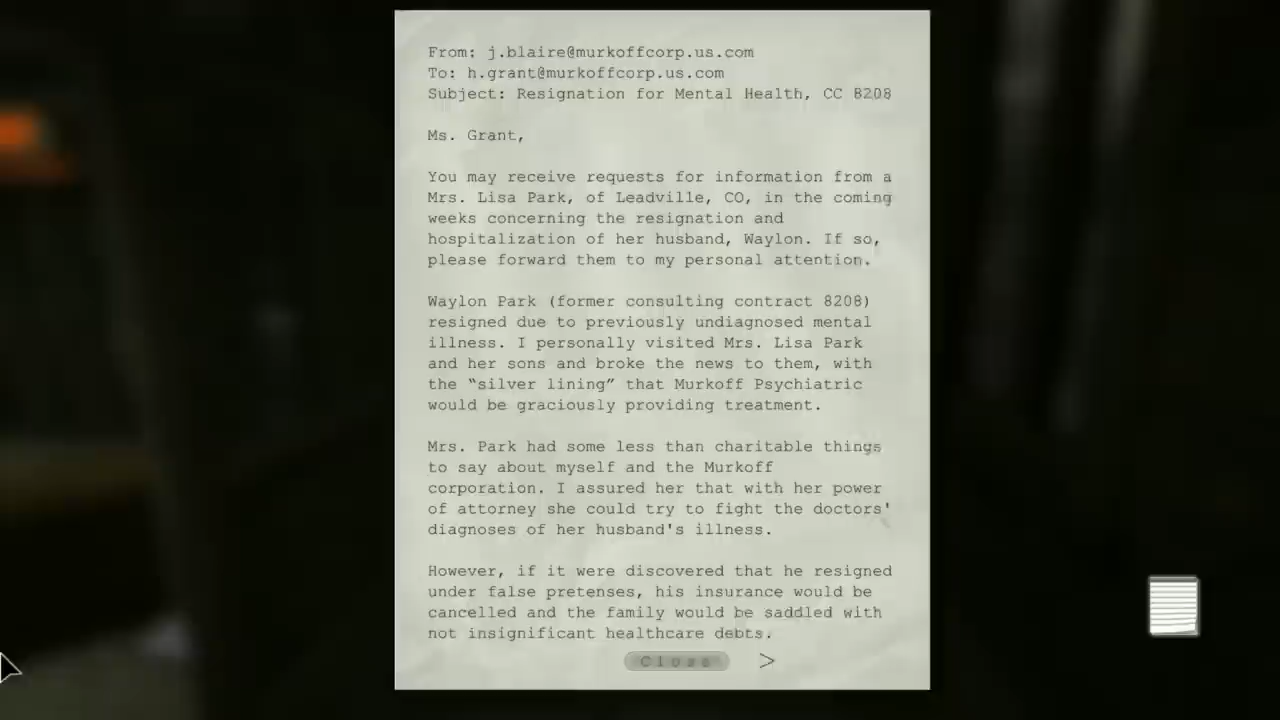 From: j.blaire@murkoffcorp.us.com
To: h.grant@murkoffcorp.us.com
Subject: Resignation for Mental Health, CC 8208
Ms. Grant,
You may receive requests for information from a
Mrs. Lisa Park, of Leadville, CO, in the coming
weeks concerning the resignation and
hospitalization of her husband, Waylon. If so,
please forward them to my personal attention.
Waylon Park (former consulting contract 8208)
resigned due to previously undiagnosed mental
illness. I personally visited Mrs. Lisa Park
and her sons and broke the news to them, with
the “silver lining” that Murkoff Psychiatric
would be graciously providing treatment.
Mrs. Park had some less than charitable things
to say about myself and the Murkoff
corporation. I assured her that with her power
of attorney she could try to fight the doctors'
diagnoses of her husband's illness.
However, if it were discovered that he resigned
under false pretenses, his insurance would be
cancelled and the family would be saddled with
not insignificant healthcare debts.
Close >